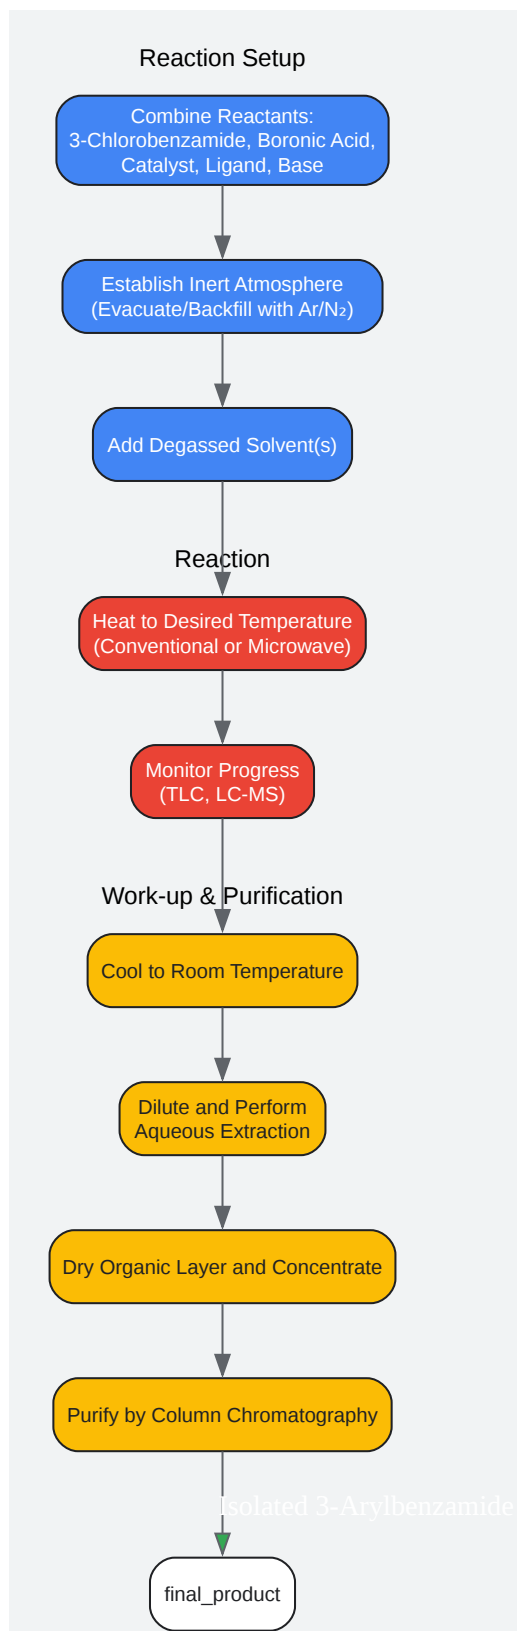 Reaction Setup
Combine Reactants:
3-Chlorobenzamide, Boronic Acid,
Catalyst, Ligand, Base
Establish Inert Atmosphere
(Evacuate/Backfill with Ar/N₂)
Add Degassed Solvent(s)
Reaction
Heat to Desired Temperature
(Conventional or Microwave)
Monitor Progress
(TLC, LC-MS)
Work-up & Purification
Cool to Room Temperature
Dilute and Perform
Aqueous Extraction
Dry Organic Layer and Concentrate
Purify by Column Chromatography
Isolated 3-Arylbenzamide
final_product